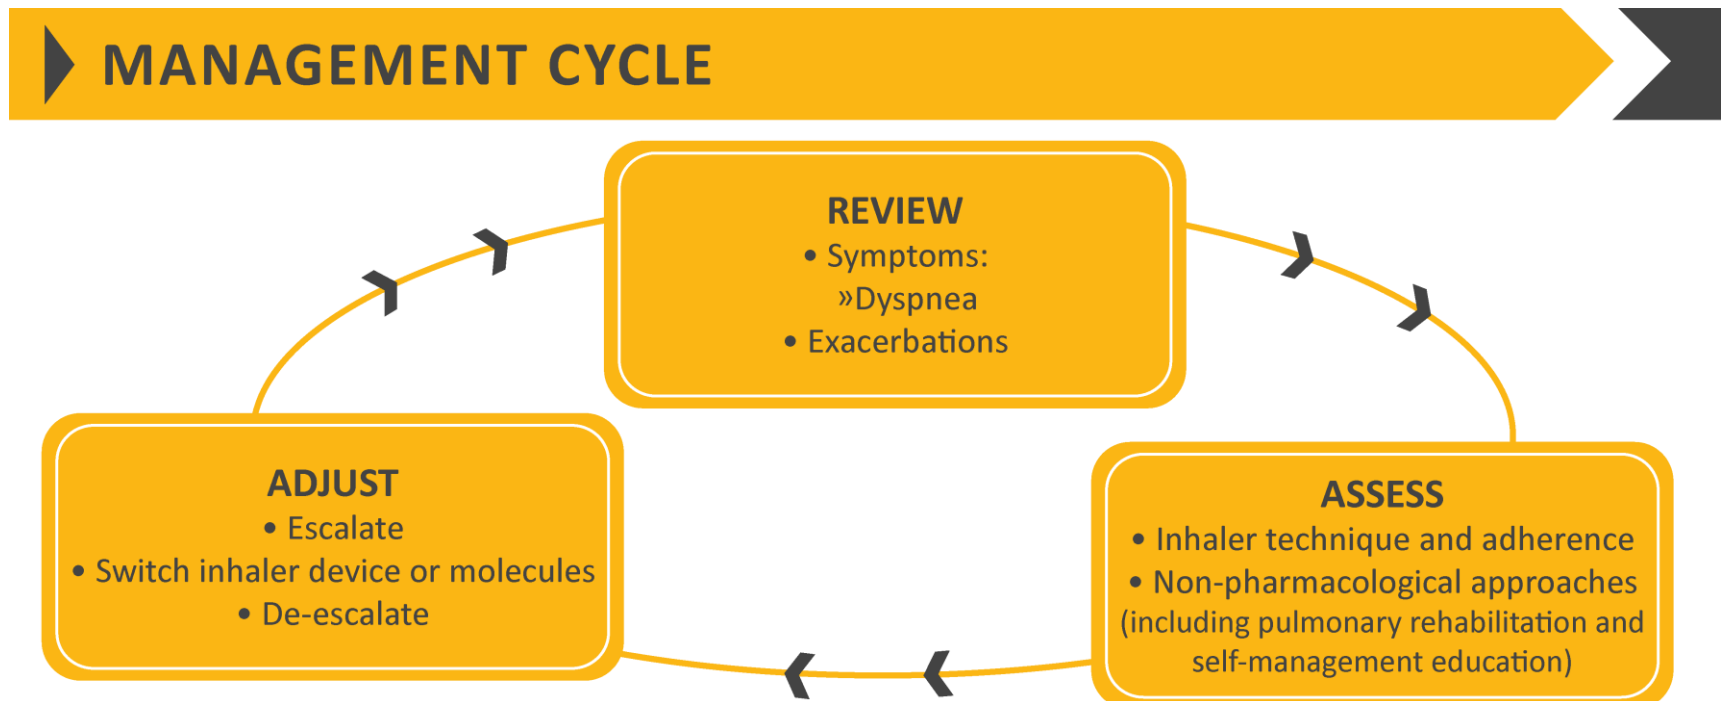 MANAGEMENT CYCLE
REVIEW
• Symptoms:
»Dyspnea
• Exacerbations
ADJUST
• Escalate
• Switch inhaler device or molecules
• De-escalate
ASSESS
• Inhaler technique and adherence
• Non-pharmacological approaches
(including pulmonary rehabilitation and
self-management education)